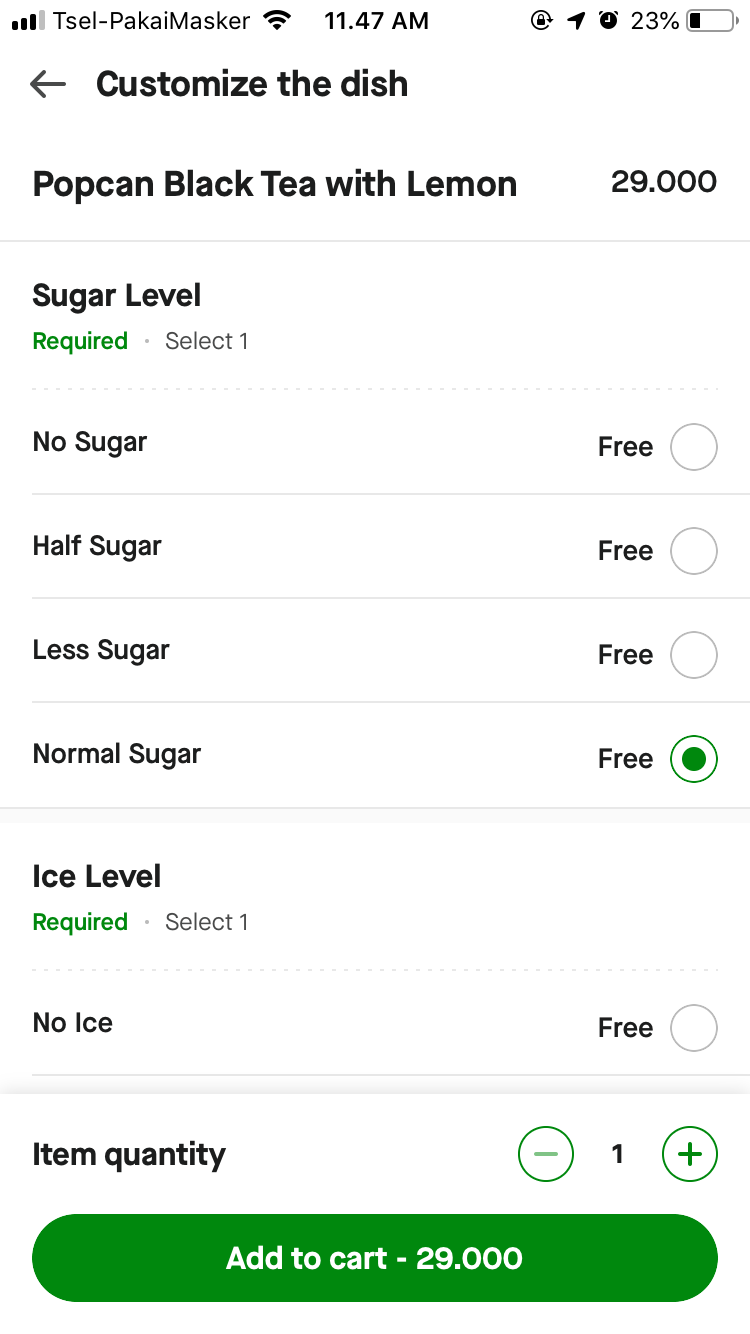 Tsel-PakaiMasker 11.47 AM 23%
Customize the dish
Popcan Black Tea with Lemon 29.000
Sugar Level
Required · Select 1
No Sugar Free
Half Sugar Free
Less Sugar Free
Normal Sugar Free
Ice Level
Required · Select 1
No Ice Free
Item quantity 1
Add to cart - 29.000